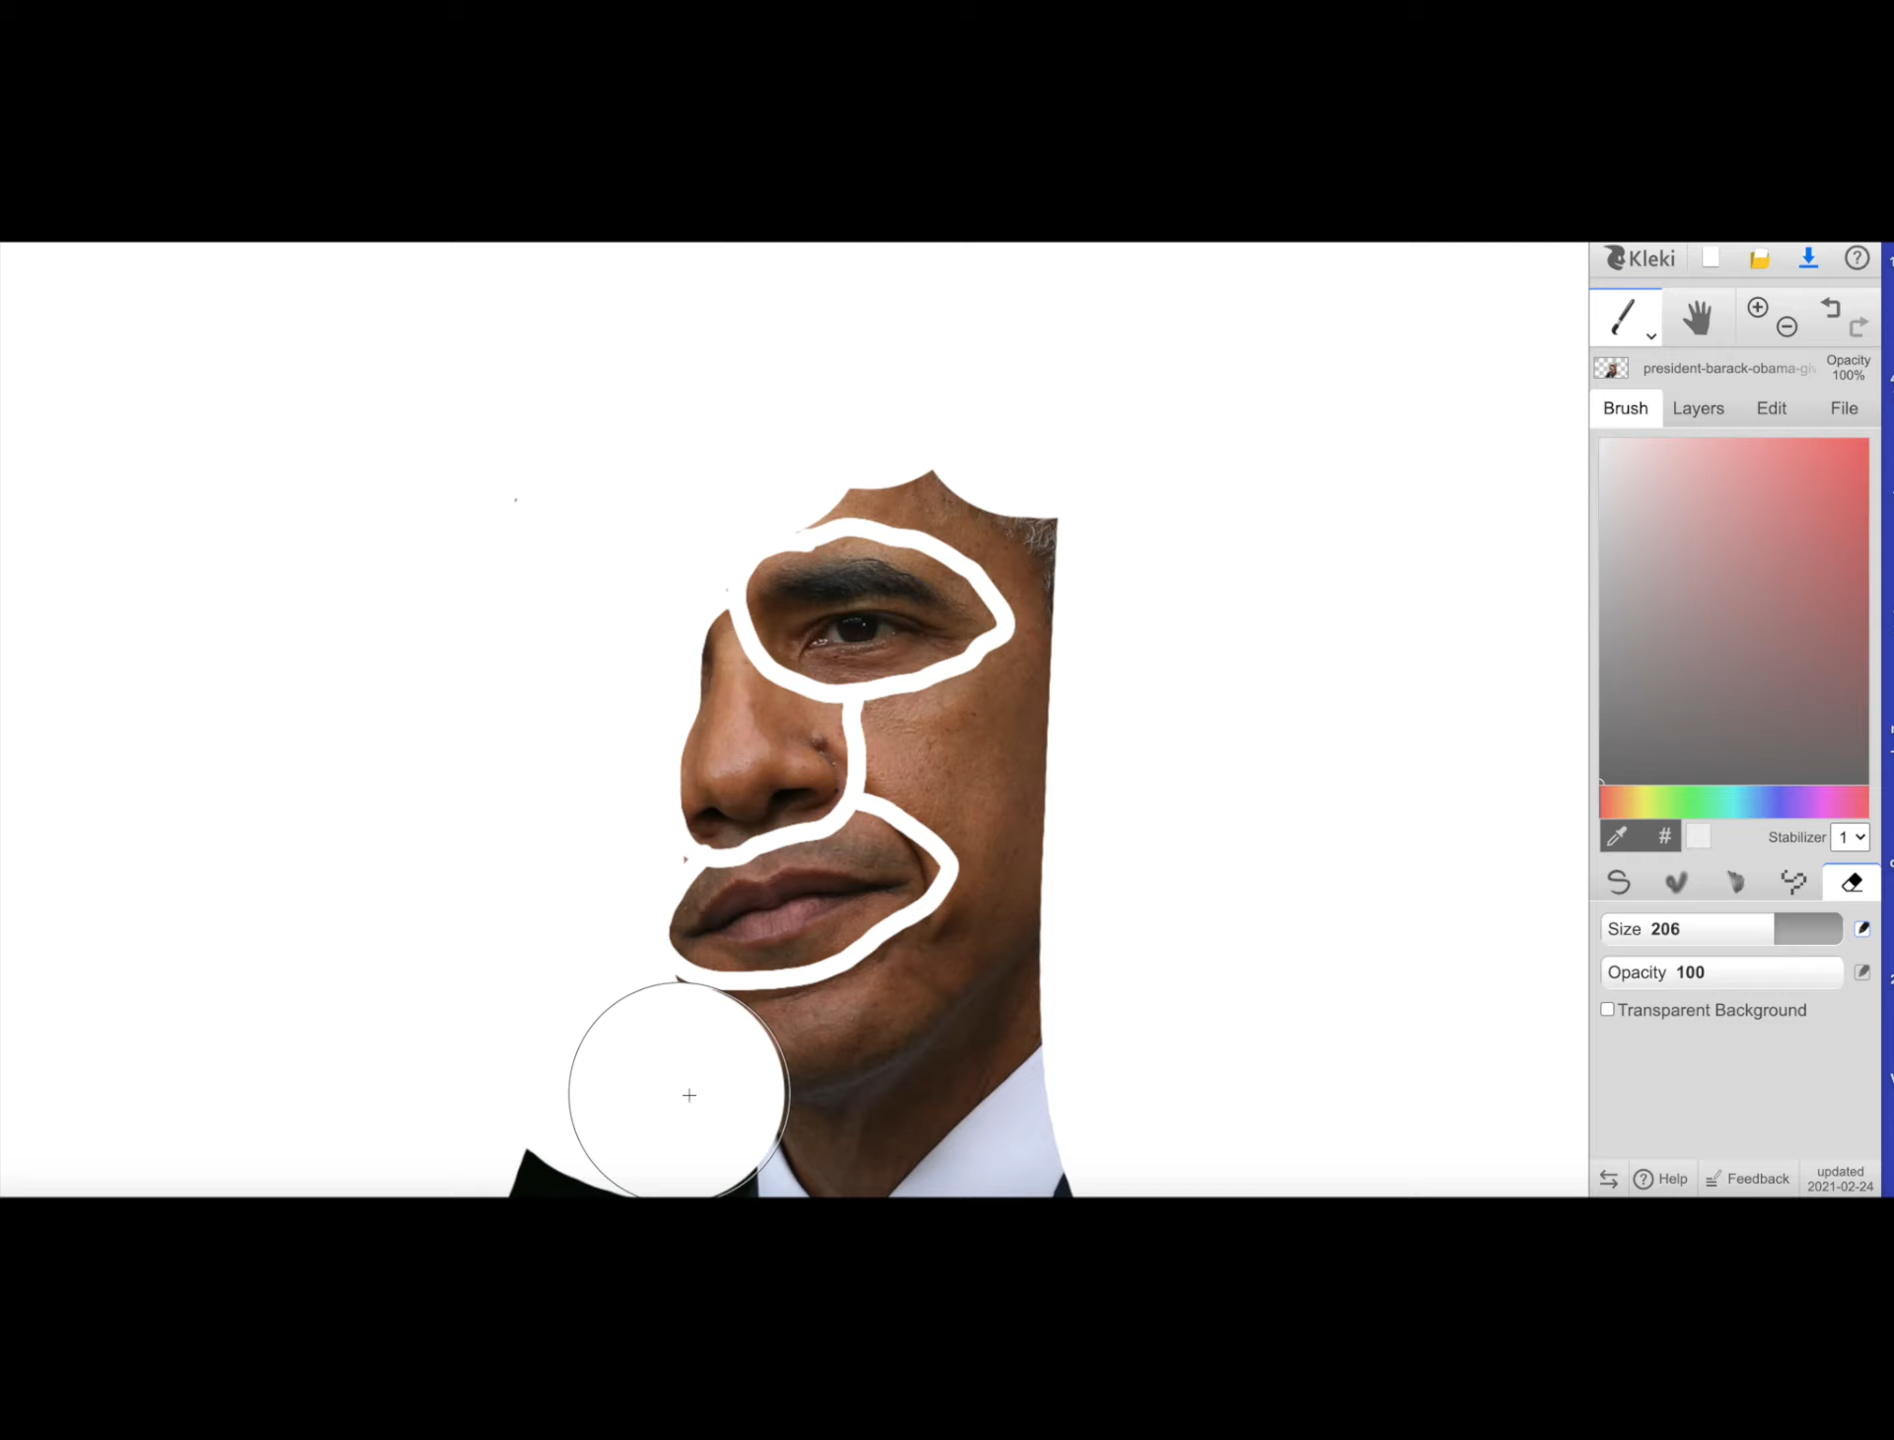 Kleki
president-barack-obama-giv
Opacity
100%
Brush
Layers
Edit
File
#
Stabilizer
1
Size 206
Opacity 100
Transparent Background
Help
Feedback
updated
2021-02-24